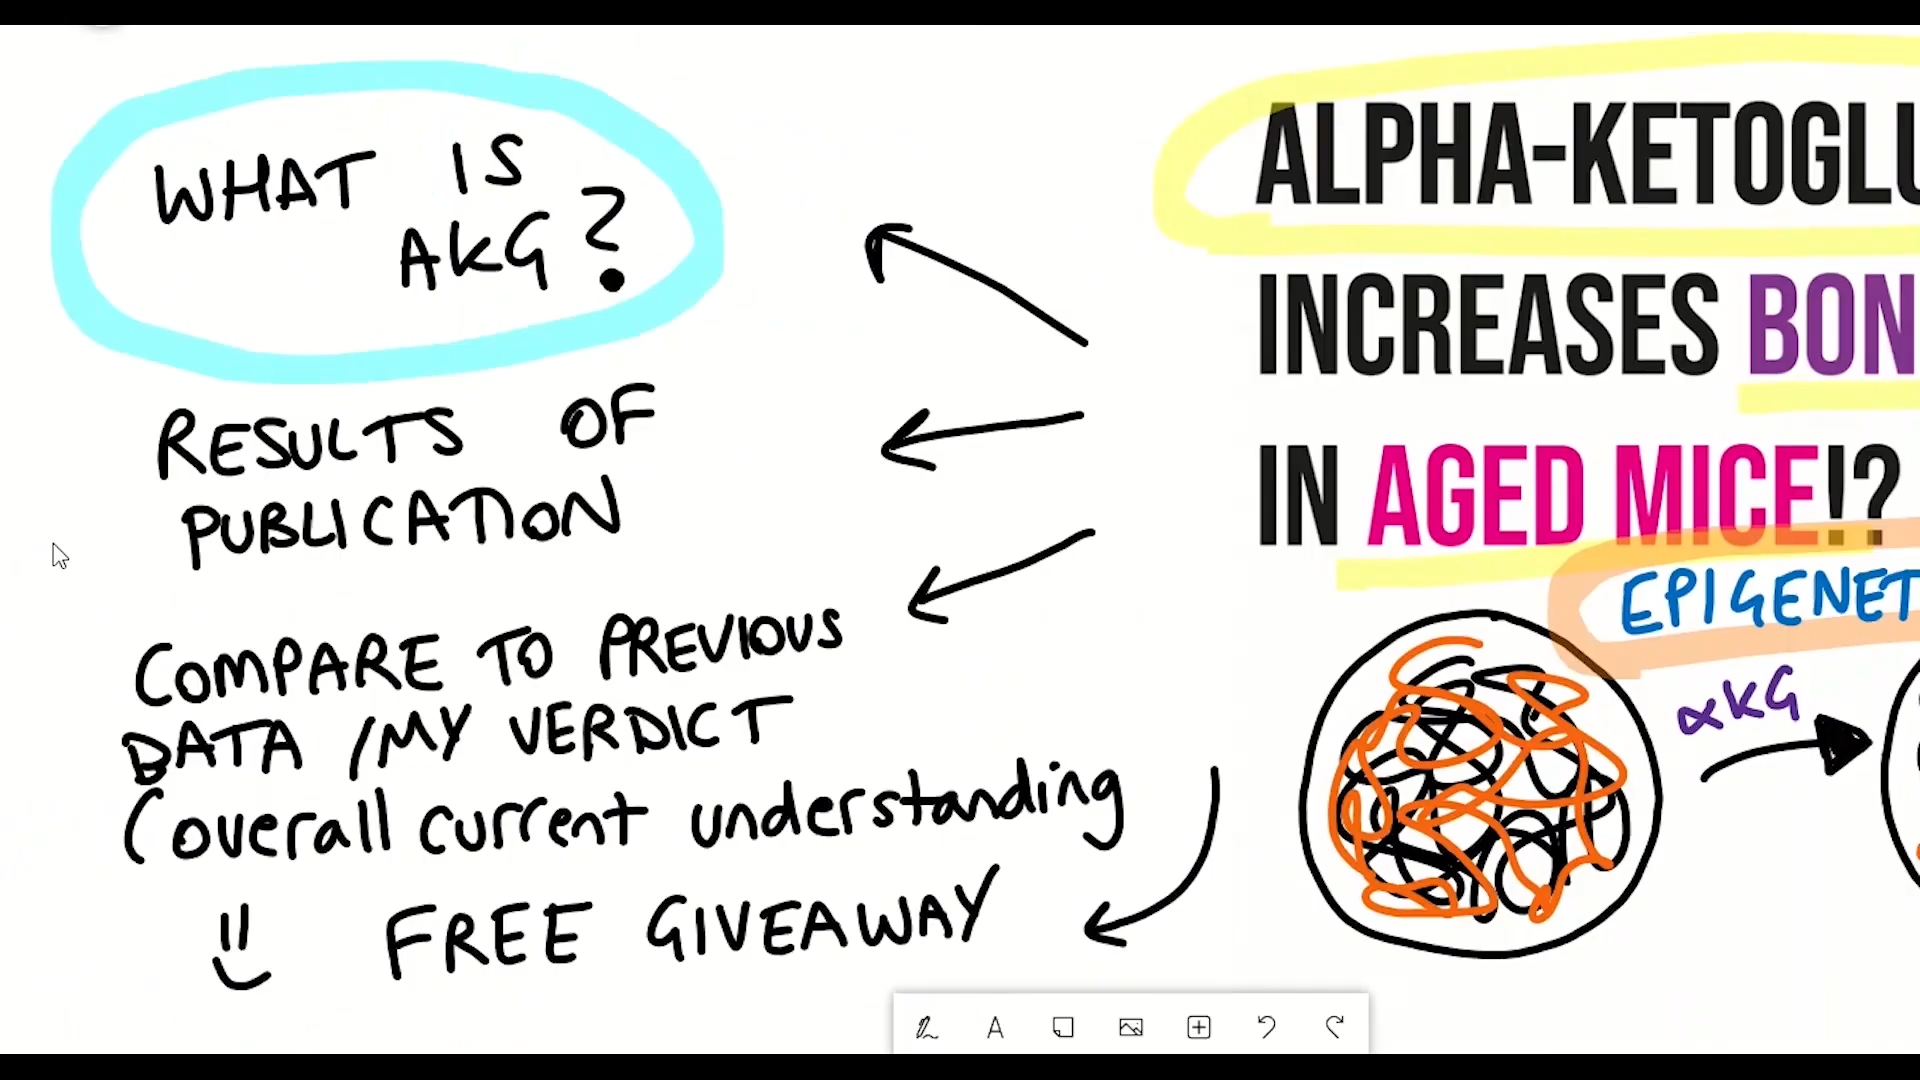 WHAT IS
AKG?
RESULTS OF
PUBLICATION
COMPARE TO PREVIOUS
DATA /MY VERDICT
(overall current understanding
FREE GIVEAWAY
ALPHA-KETOGLU
INCREASES BON
IN AGED MICE!?
EPIGENET
αKG
A